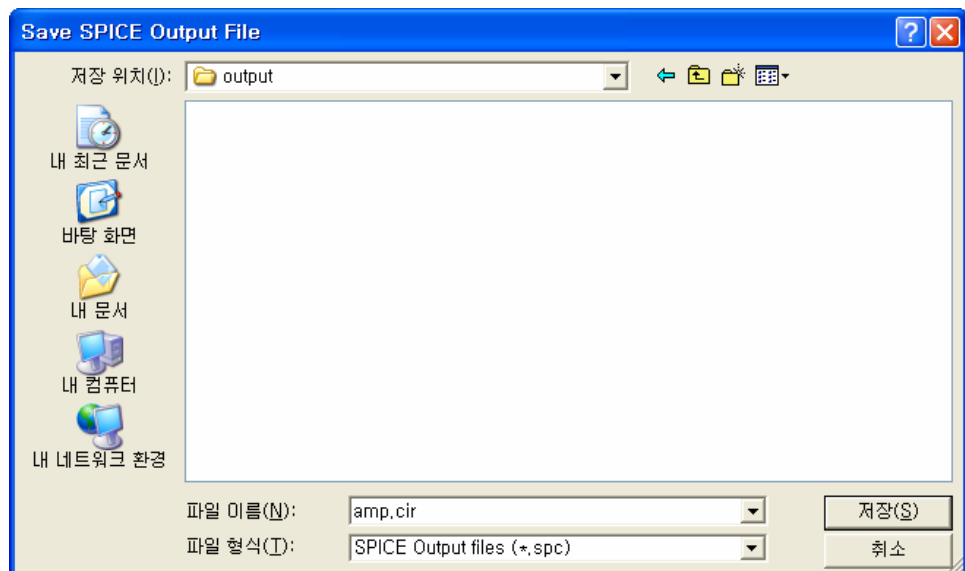 Save SPICE Output File
저장 위치(I): output
내 최근 문서
바탕 화면
내 문서
내 컴퓨터
내 네트워크 환경
파일 이름(N): amp.cir 저장(S)
파일 형식(T): SPICE Output files (*.spc) 취소